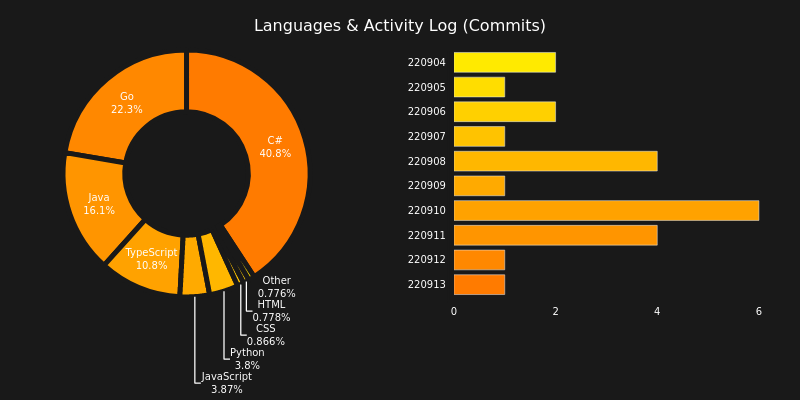 Languages & Activity Log (Commits)
C#
40.8%
Go
22.3%
Java
16.1%
TypeScript
10.8%
Other
0.776%
HTML
0.778%
CSS
0.866%
Python
3.8%
JavaScript
3.87%
220904
220905
220906
220907
220908
220909
220910
220911
220912
220913
0 2 4 6